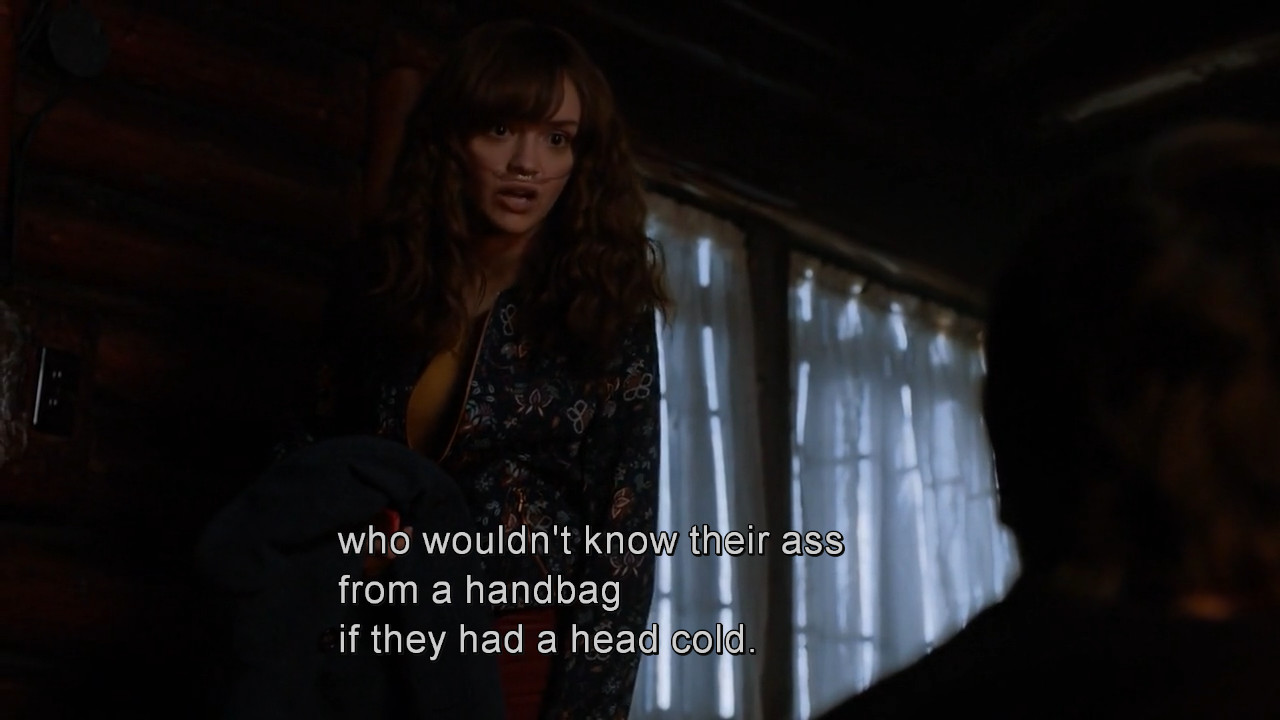 who wouldn't know their ass
from a handbag
if they had a head cold.